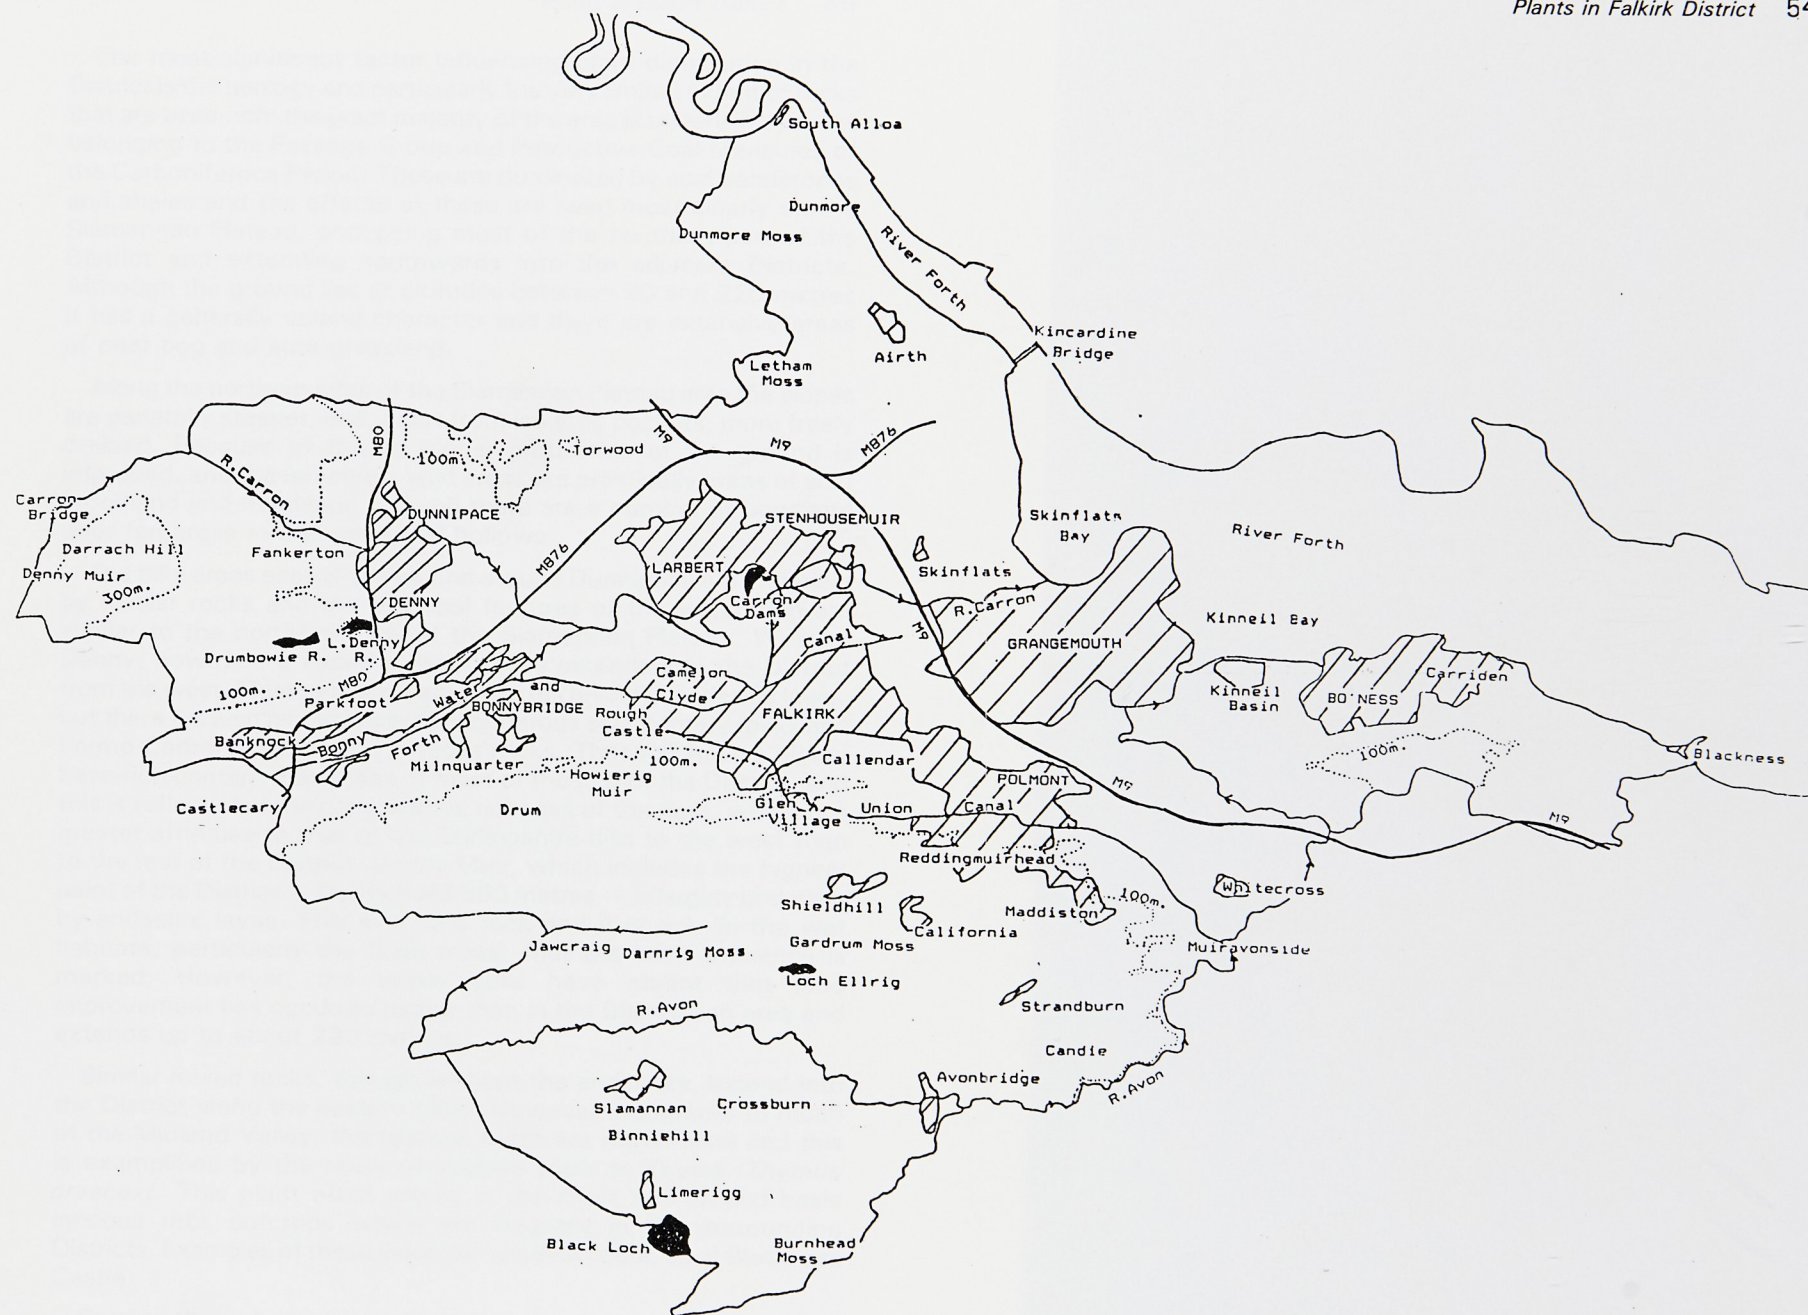 Plants in Falkirk District 54
South Alloa
Dunmore
Dunmore Moss
River Forth
Kincardine
Bridge
Airth
Letham
Moss
M80
M9
M9
M876
R.Carron
100m.
Torwood
Carron
Bridge
DUNNIPACE
STENHOUSEMUIR
Skinflats
Bay
River Forth
Darrach Hill
Fankerton
M876
LARBERT
Skinflats
Denny Muir
300m.
DENNY
Carron
Dams
R.Carron
M9
Kinneil Bay
L.Denny
R.
Drumbowie R.
Canal
GRANGEMOUTH
Camelon
Carriden
100m.
M80
Water
and
Clyde
Kinneil
Basin
BO'NESS
Parkfoot
BONNYBRIDGE
Rough
Castle
FALKIRK
Banknock
Bonny
Forth
Milnquarter
100m.
Callendar
100m.
Blackness
Howierig
Muir
POLMONT
M9
Castlecary
Drum
Glen
Village
Union
Canal
M9
Reddingmuirhead
Whitecross
Shieldhill
Maddiston
100m.
California
Jawcraig
Darnrig Moss.
Gardrum Moss
Muiravonside
Loch Ellrig
R.Avon
Strandburn
Candie
Avonbridge
R.Avon
Slamannan
Crossburn
Binniehill
Limerigg
Black Loch
Burnhead
Moss